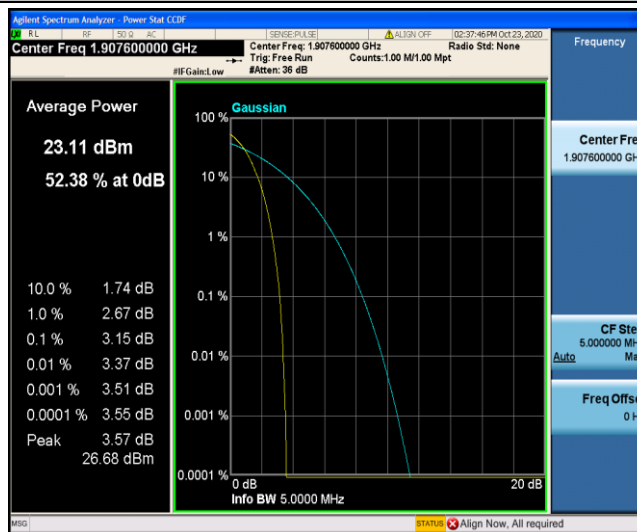 Agilent Spectrum Analyzer - Power Stat CCDF
RL RF 50 Ω AC SENSE:PULSE ALIGN OFF 02:37:46 PM Oct 23, 2020
Center Freq 1.907600000 GHz
Center Freq: 1.907600000 GHz Radio Std: None
Trig: Free Run Counts:1.00 M/1.00 Mpt
#IFGain:Low #Atten: 36 dB
Frequency
Average Power
23.11 dBm
52.38 % at 0dB
10.0 % 1.74 dB
1.0 % 2.67 dB
0.1 % 3.15 dB
0.01 % 3.37 dB
0.001 % 3.51 dB
0.0001 % 3.55 dB
Peak 3.57 dB
26.68 dBm
Gaussian
100 %
10 %
1 %
0.1 %
0.01 %
0.001 %
0.0001 %
0 dB 20 dB
Info BW 5.0000 MHz
Center Fre
1.907600000 GH
CF Ste
5.000000 MH
Auto Ma
Freq Offs
0 H
MSG STATUS Align Now, All required